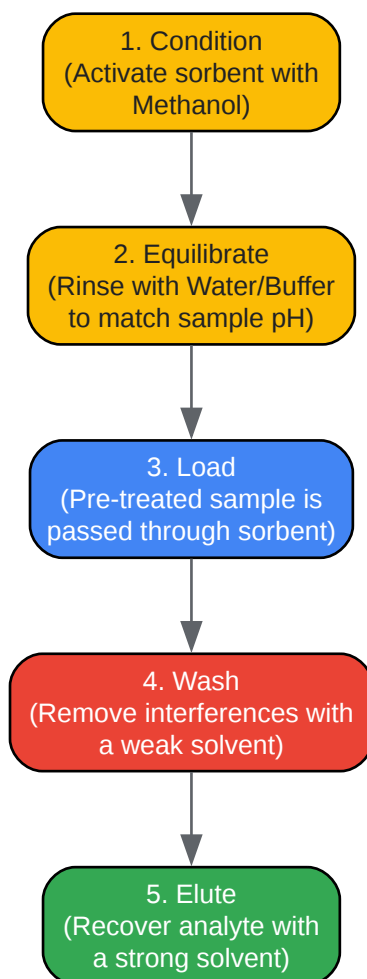 1. Condition
(Activate sorbent with
Methanol)
2. Equilibrate
(Rinse with Water/Buffer
to match sample pH)
3. Load
(Pre-treated sample is
passed through sorbent)
4. Wash
(Remove interferences with
a weak solvent)
5. Elute
(Recover analyte with
a strong solvent)